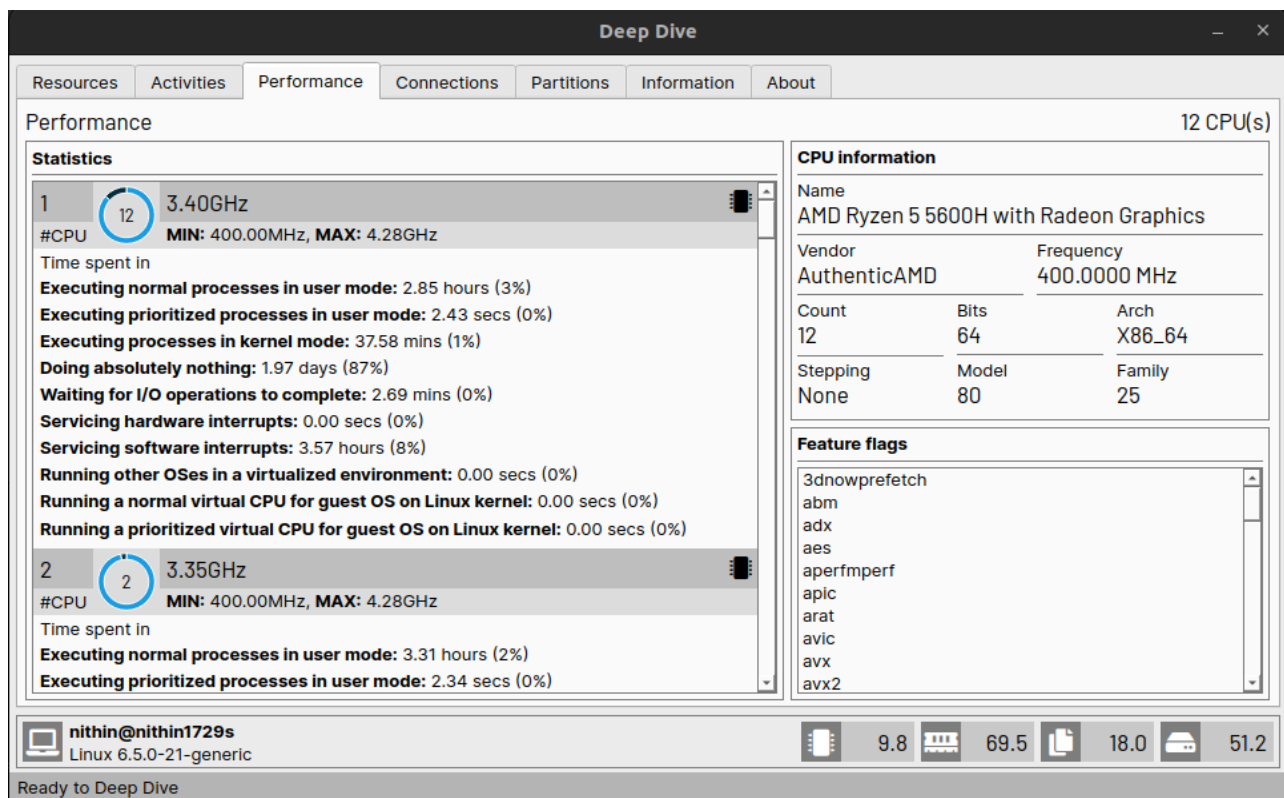 Deep Dive
Resources Activities Performance Connections Partitions Information About
Performance 12 CPU(s)
Statistics
1 12 3.40GHz
#CPU MIN: 400.00MHz, MAX: 4.28GHz
Time spent in
Executing normal processes in user mode: 2.85 hours (3%)
Executing prioritized processes in user mode: 2.43 secs (0%)
Executing processes in kernel mode: 37.58 mins (1%)
Doing absolutely nothing: 1.97 days (87%)
Waiting for I/O operations to complete: 2.69 mins (0%)
Servicing hardware interrupts: 0.00 secs (0%)
Servicing software interrupts: 3.57 hours (8%)
Running other OSes in a virtualized environment: 0.00 secs (0%)
Running a normal virtual CPU for guest OS on Linux kernel: 0.00 secs (0%)
Running a prioritized virtual CPU for guest OS on Linux kernel: 0.00 secs (0%)
2 2 3.35GHz
#CPU MIN: 400.00MHz, MAX: 4.28GHz
Time spent in
Executing normal processes in user mode: 3.31 hours (2%)
Executing prioritized processes in user mode: 2.34 secs (0%)
CPU information
Name
AMD Ryzen 5 5600H with Radeon Graphics
Vendor Frequency
AuthenticAMD 400.0000 MHz
Count Bits Arch
12 64 X86_64
Stepping Model Family
None 80 25
Feature flags
3dnowprefetch
abm
adx
aes
aperfmperf
apic
arat
avic
avx
avx2
nithin@nithin1729s
Linux 6.5.0-21-generic
9.8 69.5 18.0 51.2
Ready to Deep Dive